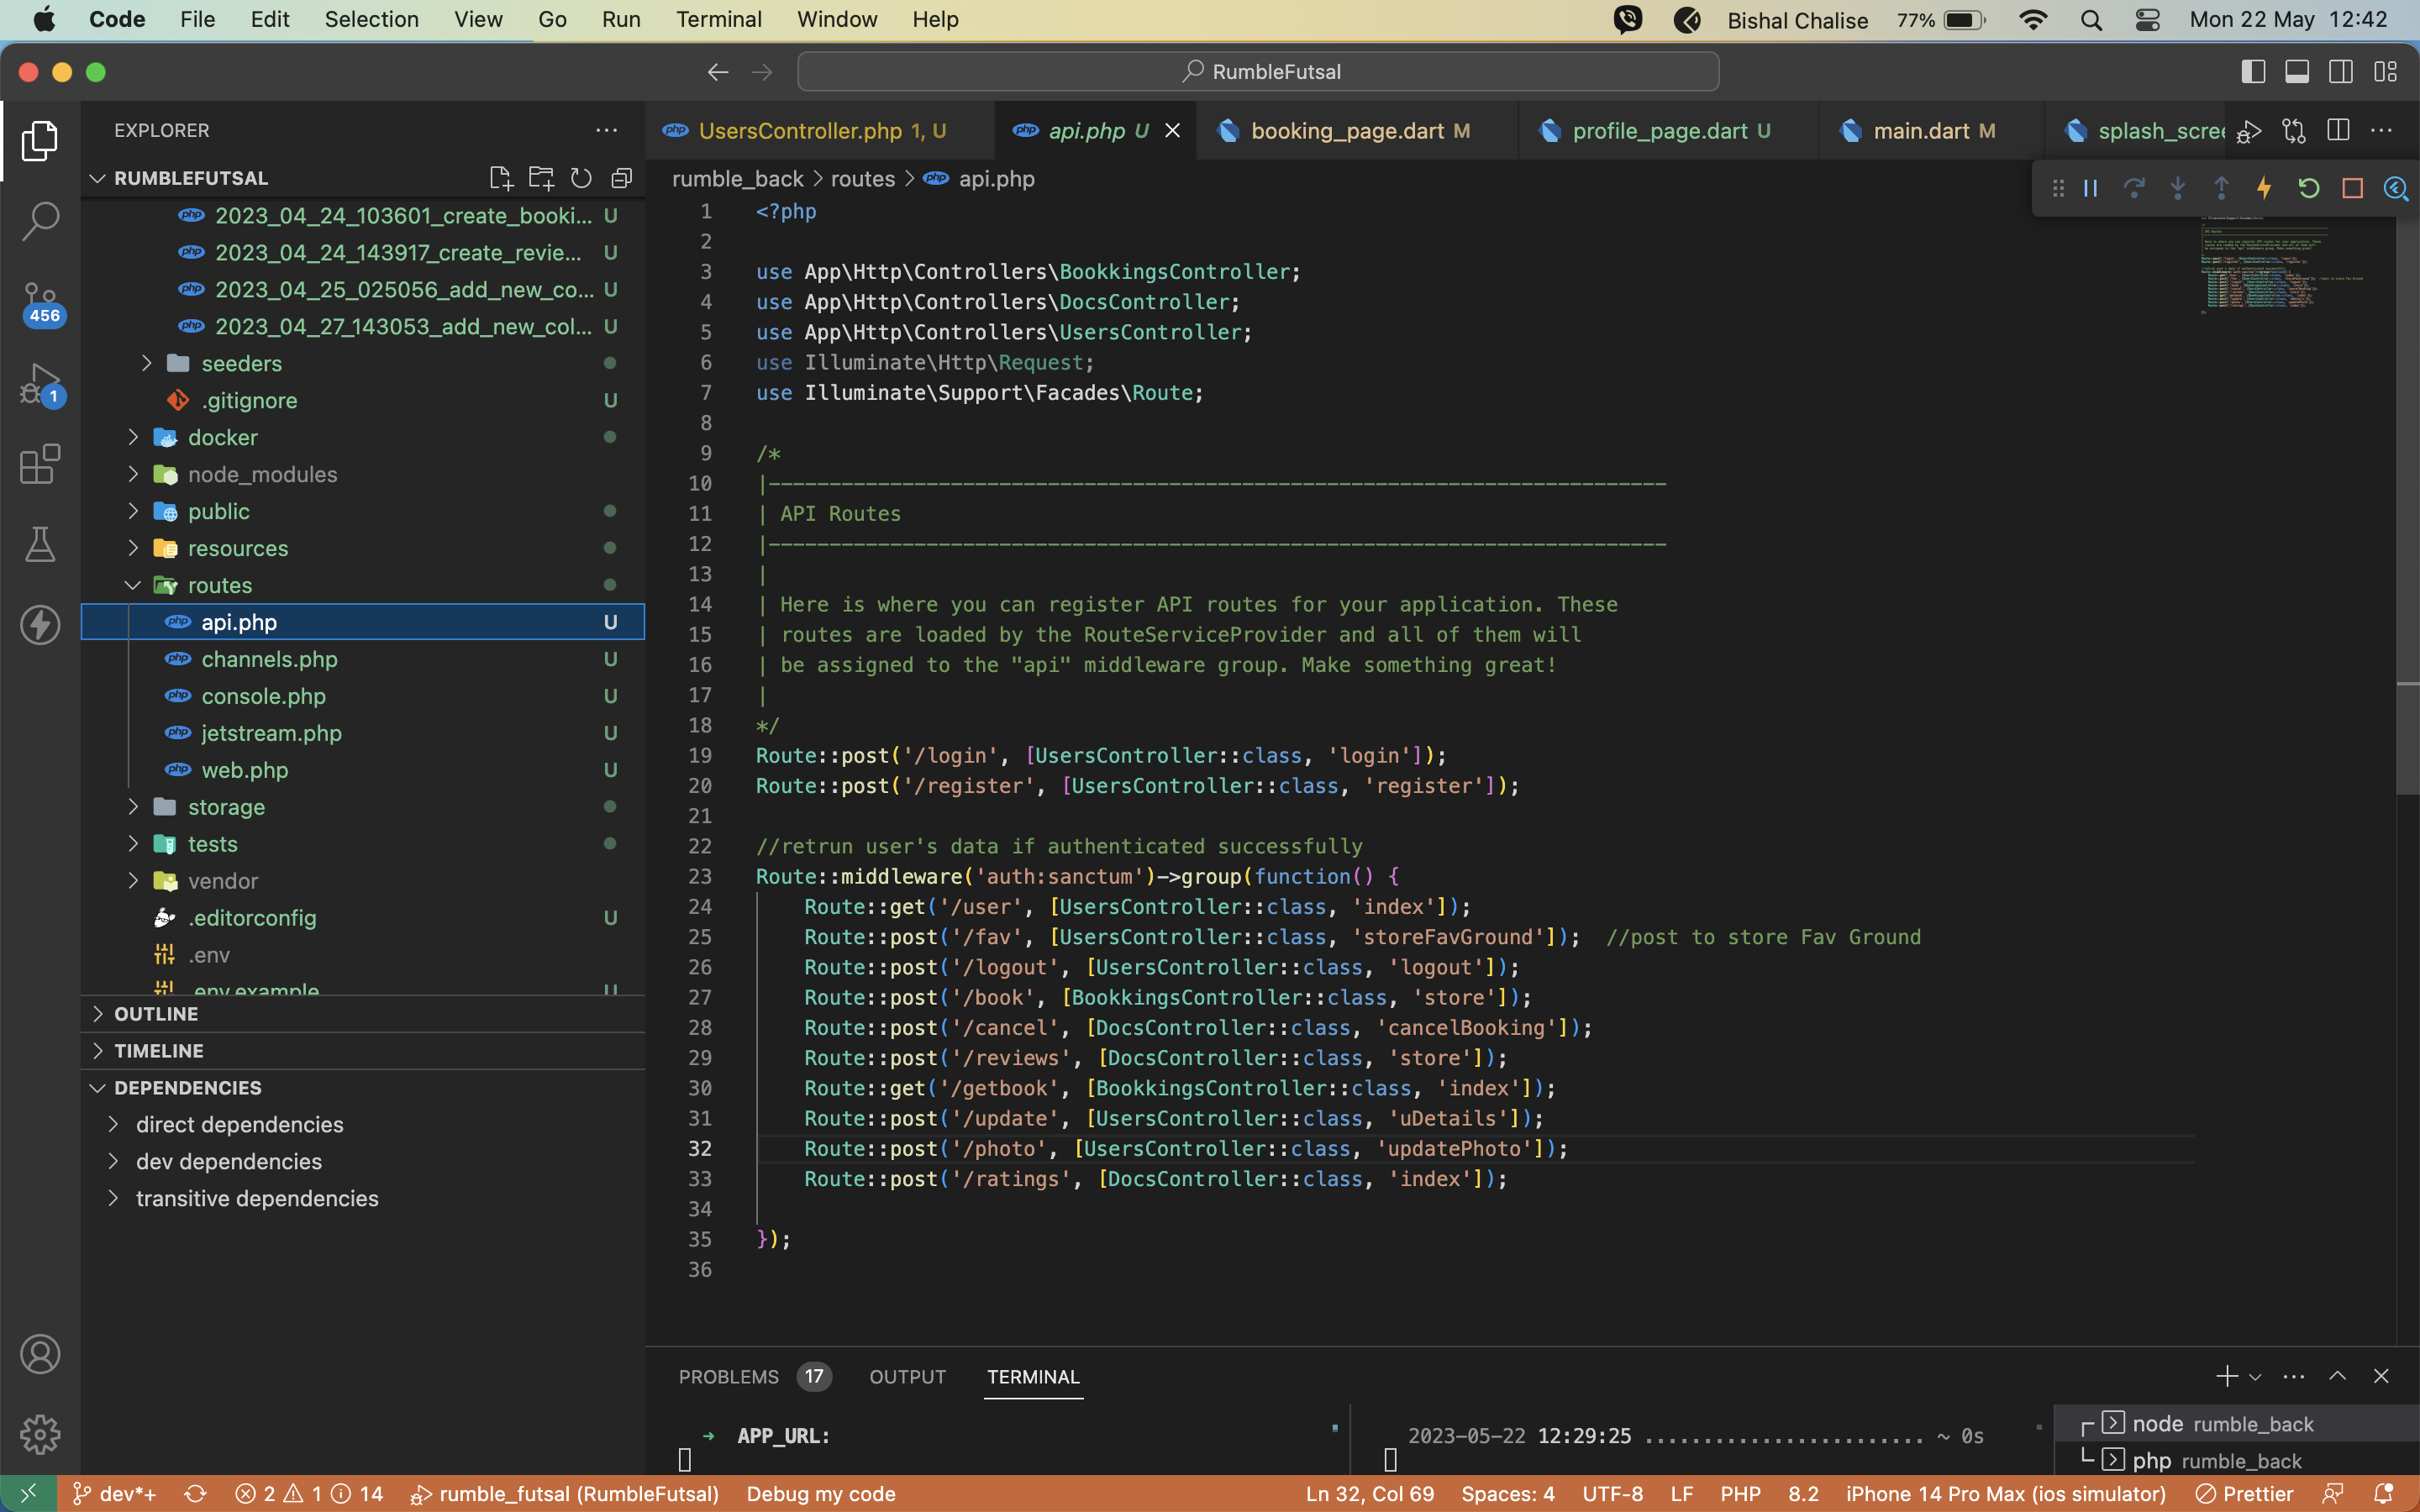 Code File Edit Selection View Go Run Terminal Window Help Bishal Chalise 77% Mon 22 May 12:42
RumbleFutsal
EXPLORER
RUMBLEFUTSAL
2023_04_24_103601_create_booki... U
2023_04_24_143917_create_revie... U
2023_04_25_025056_add_new_co... U
2023_04_27_143053_add_new_col... U
seeders
.gitignore U
docker
node_modules
public
resources
routes
api.php U
channels.php U
console.php U
jetstream.php U
web.php U
storage
tests
vendor
.editorconfig U
.env
.env.example U
OUTLINE
TIMELINE
DEPENDENCIES
direct dependencies
dev dependencies
transitive dependencies
456
1
php UsersController.php 1, U php api.php U booking_page.dart M profile_page.dart U main.dart M splash_scree
rumble_back > routes > php api.php
1 <?php
2
3 use App\Http\Controllers\BookkingsController;
4 use App\Http\Controllers\DocsController;
5 use App\Http\Controllers\UsersController;
6 use Illuminate\Http\Request;
7 use Illuminate\Support\Facades\Route;
8
9 /*
10 |--------------------------------------------------------------------------
11 | API Routes
12 |--------------------------------------------------------------------------
13 |
14 | Here is where you can register API routes for your application. These
15 | routes are loaded by the RouteServiceProvider and all of them will
16 | be assigned to the "api" middleware group. Make something great!
17 |
18 */
19 Route::post('/login', [UsersController::class, 'login']);
20 Route::post('/register', [UsersController::class, 'register']);
21
22 //retrun user's data if authenticated successfully
23 Route::middleware('auth:sanctum')->group(function() {
24 Route::get('/user', [UsersController::class, 'index']);
25 Route::post('/fav', [UsersController::class, 'storeFavGround']); //post to store Fav Ground
26 Route::post('/logout', [UsersController::class, 'logout']);
27 Route::post('/book', [BookkingsController::class, 'store']);
28 Route::post('/cancel', [DocsController::class, 'cancelBooking']);
29 Route::post('/reviews', [DocsController::class, 'store']);
30 Route::get('/getbook', [BookkingsController::class, 'index']);
31 Route::post('/update', [UsersController::class, 'uDetails']);
32 Route::post('/photo', [UsersController::class, 'updatePhoto']);
33 Route::post('/ratings', [DocsController::class, 'index']);
34
35 });
36
PROBLEMS 17 OUTPUT TERMINAL
➜ APP_URL:
2023-05-22 12:29:25 ....................... ~ 0s
node rumble_back
php rumble_back
dev*+ 2 1 14 rumble_futsal (RumbleFutsal) Debug my code Ln 32, Col 69 Spaces: 4 UTF-8 LF PHP 8.2 iPhone 14 Pro Max (ios simulator) Prettier